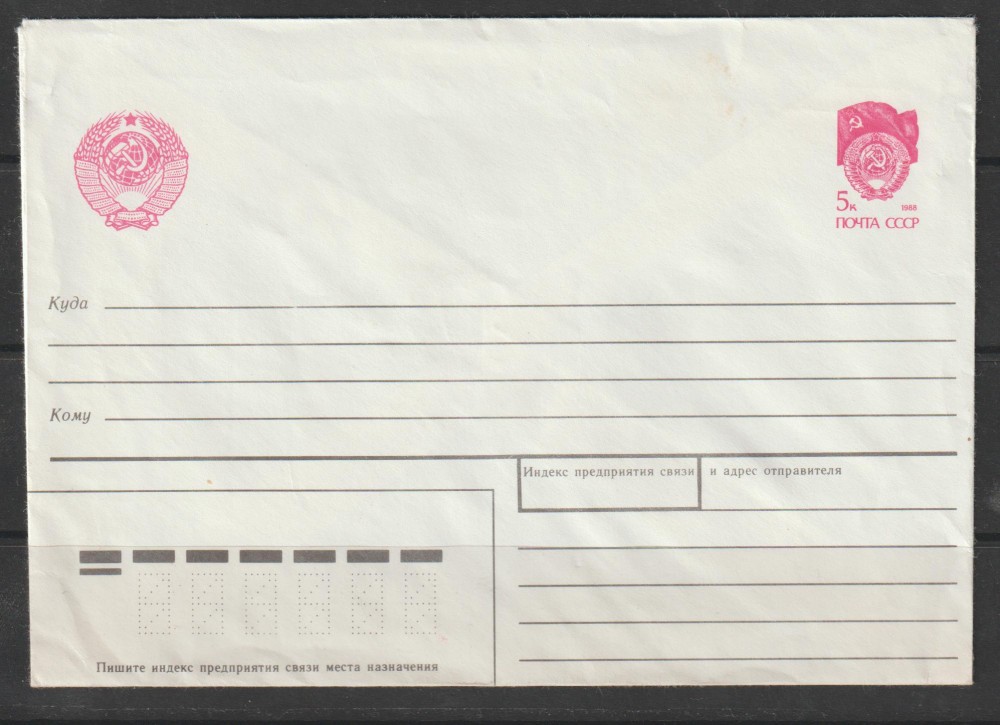 5к 1988
ПОЧТА СССР
Куда
Кому
Индекс предприятия связи и адрес отправителя
Пишите индекс предприятия связи места назначения